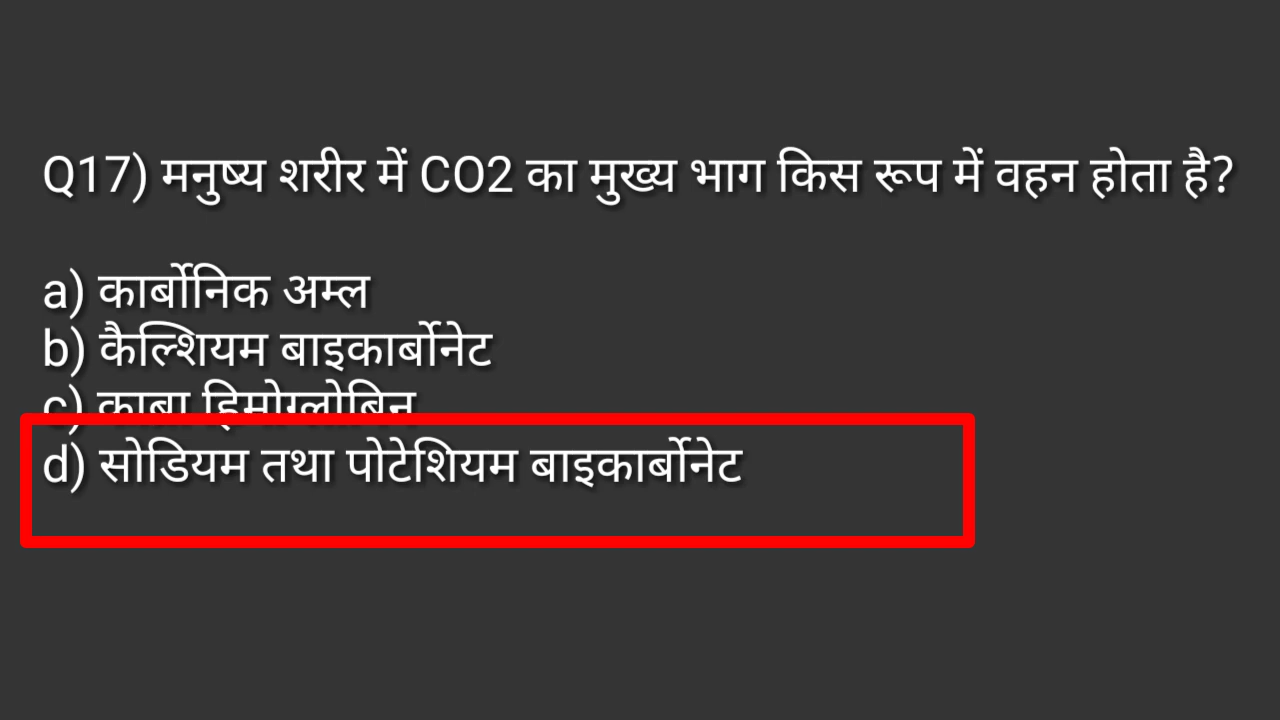 Q17) मनुष्य शरीर में CO2 का मुख्य भाग किस रूप में वहन होता है?
a) कार्बोनिक अम्ल
b) कैल्शियम बाइकार्बोनेट
c) काबा हिमोग्लोबिन
d) सोडियम तथा पोटेशियम बाइकार्बोनेट